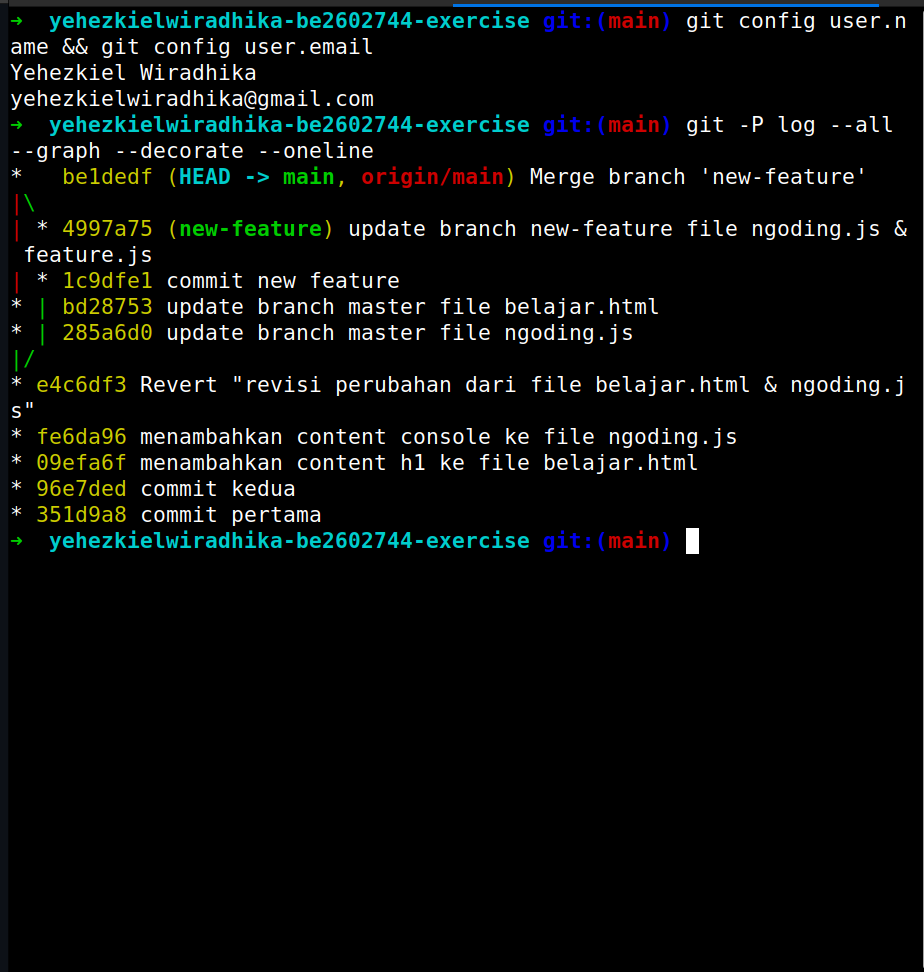 ➜  yehezkielwiradhika-be2602744-exercise git:(main) git config user.n
ame && git config user.email
Yehezkiel Wiradhika
yehezkielwiradhika@gmail.com
➜  yehezkielwiradhika-be2602744-exercise git:(main) git -P log --all
--graph --decorate --oneline
*   be1dedf (HEAD -> main, origin/main) Merge branch 'new-feature'
|\
| * 4997a75 (new-feature) update branch new-feature file ngoding.js &
 feature.js
| * 1c9dfe1 commit new feature
* | bd28753 update branch master file belajar.html
* | 285a6d0 update branch master file ngoding.js
|/
* e4c6df3 Revert "revisi perubahan dari file belajar.html & ngoding.j
s"
* fe6da96 menambahkan content console ke file ngoding.js
* 09efa6f menambahkan content h1 ke file belajar.html
* 96e7ded commit kedua
* 351d9a8 commit pertama
➜  yehezkielwiradhika-be2602744-exercise git:(main)